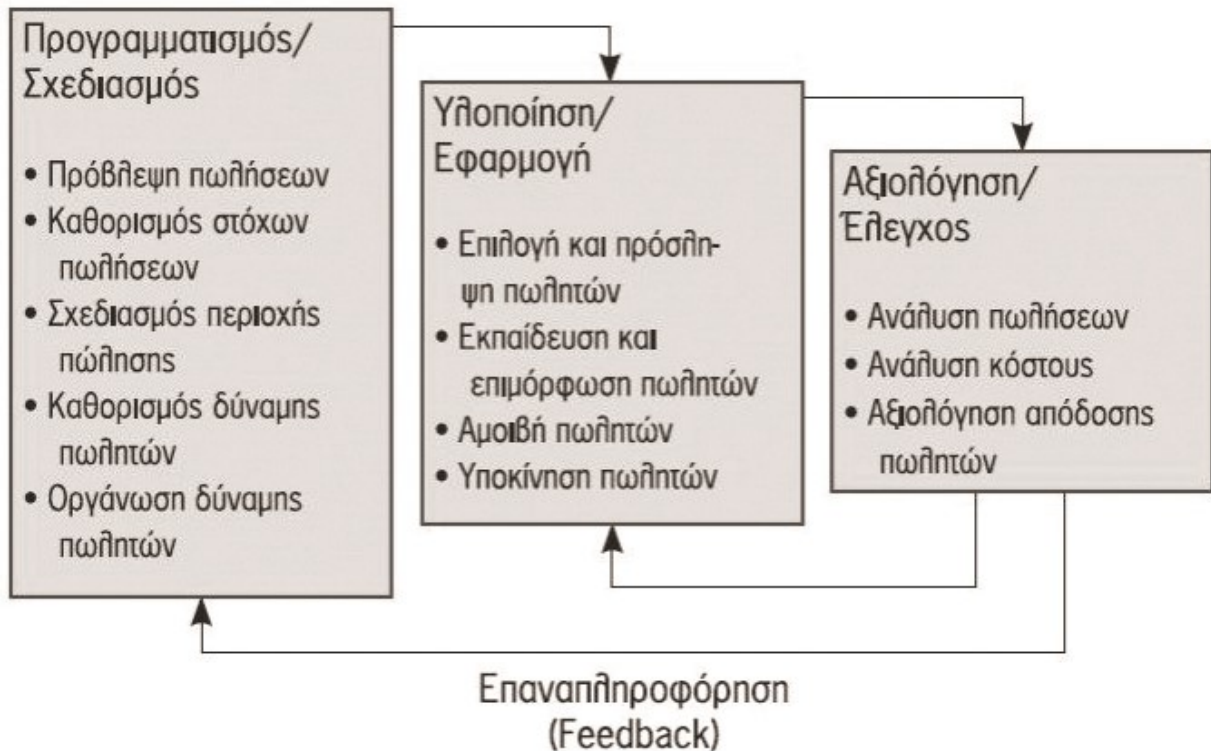 Προγραμματισμός/
Σχεδιασμός
• Πρόβλεψη πωλήσεων
• Καθορισμός στόχων
πωλήσεων
• Σχεδιασμός περιοχής
πώλησης
• Καθορισμός δύναμης
πωλητών
• Οργάνωση δύναμης
πωλητών
Υλοποίηση/
Εφαρμογή
• Επιλογή και πρόσλη-
ψη πωλητών
• Εκπαίδευση και
επιμόρφωση πωλητών
• Αμοιβή πωλητών
• Υποκίνηση πωλητών
Αξιολόγηση/
Έλεγχος
• Ανάλυση πωλήσεων
• Ανάλυση κόστους
• Αξιολόγηση απόδοσης
πωλητών
Επαναπληροφόρηση
(Feedback)